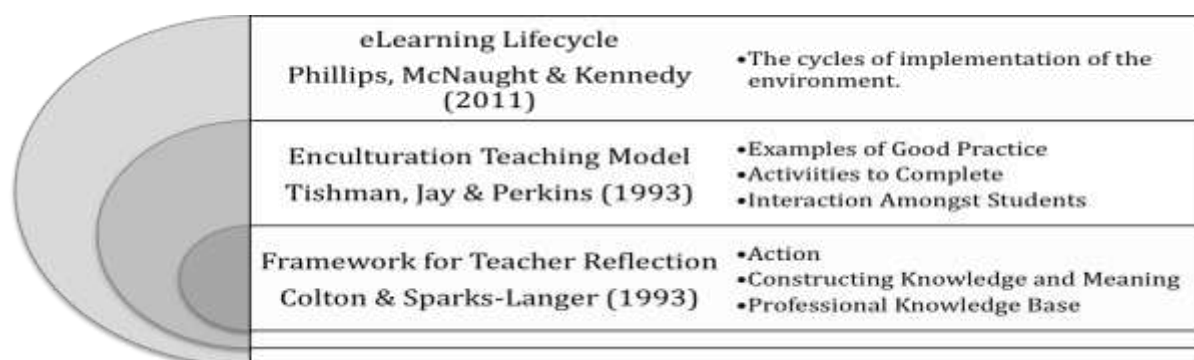 eLearning Lifecycle
Phillips, McNaught & Kennedy
(2011)
•The cycles of implementation of the
environment.
Enculturation Teaching Model
Tishman, Jay & Perkins (1993)
•Examples of Good Practice
•Activiities to Complete
•Interaction Amongst Students
Framework for Teacher Reflection
Colton & Sparks-Langer (1993)
•Action
•Constructing Knowledge and Meaning
•Professional Knowledge Base